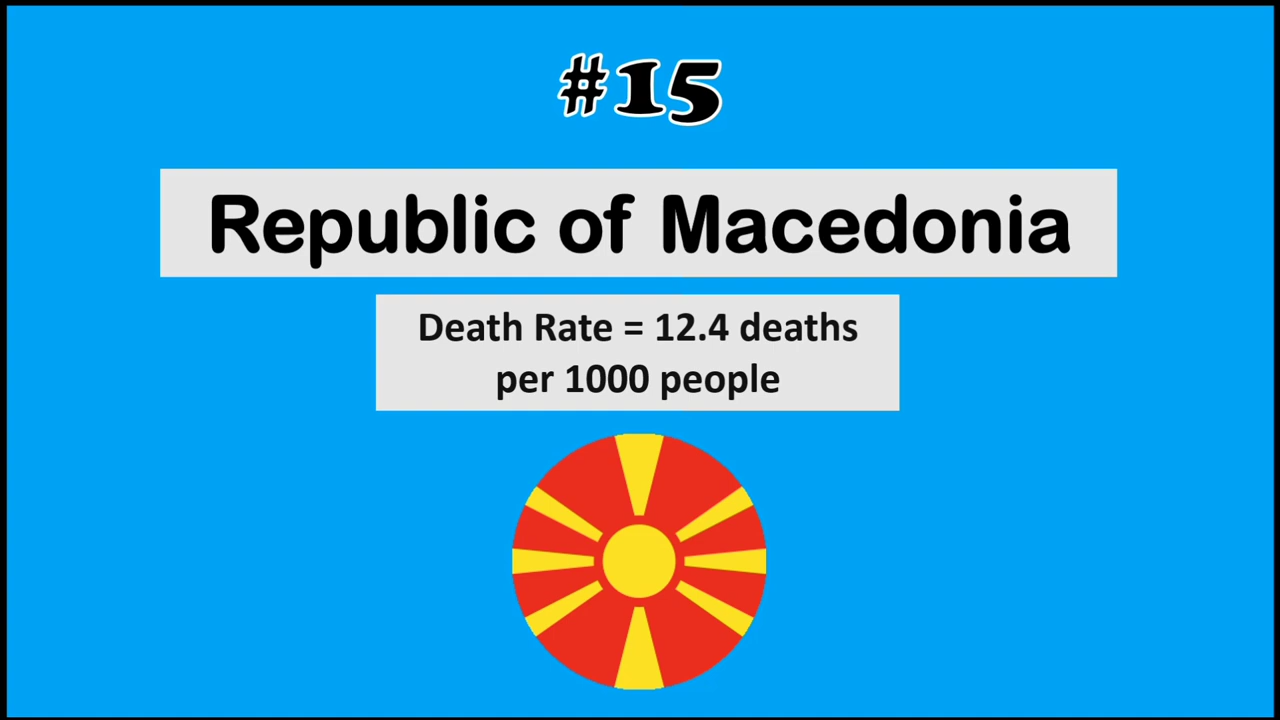 #15
Republic of Macedonia
Death Rate = 12.4 deaths
per 1000 people